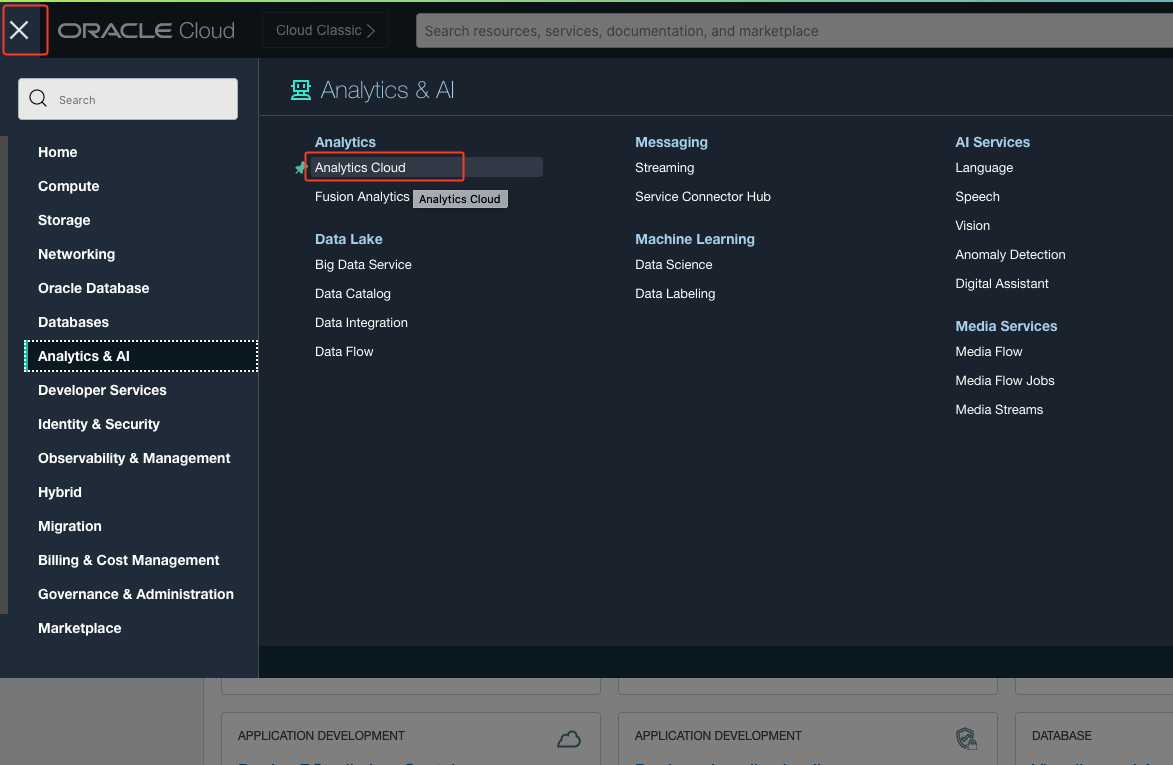 ORACLE Cloud
Cloud Classic
Search resources, services, documentation, and marketplace
Search
Home
Compute
Storage
Networking
Oracle Database
Databases
Analytics & AI
Developer Services
Identity & Security
Observability & Management
Hybrid
Migration
Billing & Cost Management
Governance & Administration
Marketplace
Analytics & AI
Analytics
Analytics Cloud
Fusion Analytics
Analytics Cloud
Data Lake
Big Data Service
Data Catalog
Data Integration
Data Flow
Messaging
Streaming
Service Connector Hub
Machine Learning
Data Science
Data Labeling
AI Services
Language
Speech
Vision
Anomaly Detection
Digital Assistant
Media Services
Media Flow
Media Flow Jobs
Media Streams
APPLICATION DEVELOPMENT
APPLICATION DEVELOPMENT
DATABASE